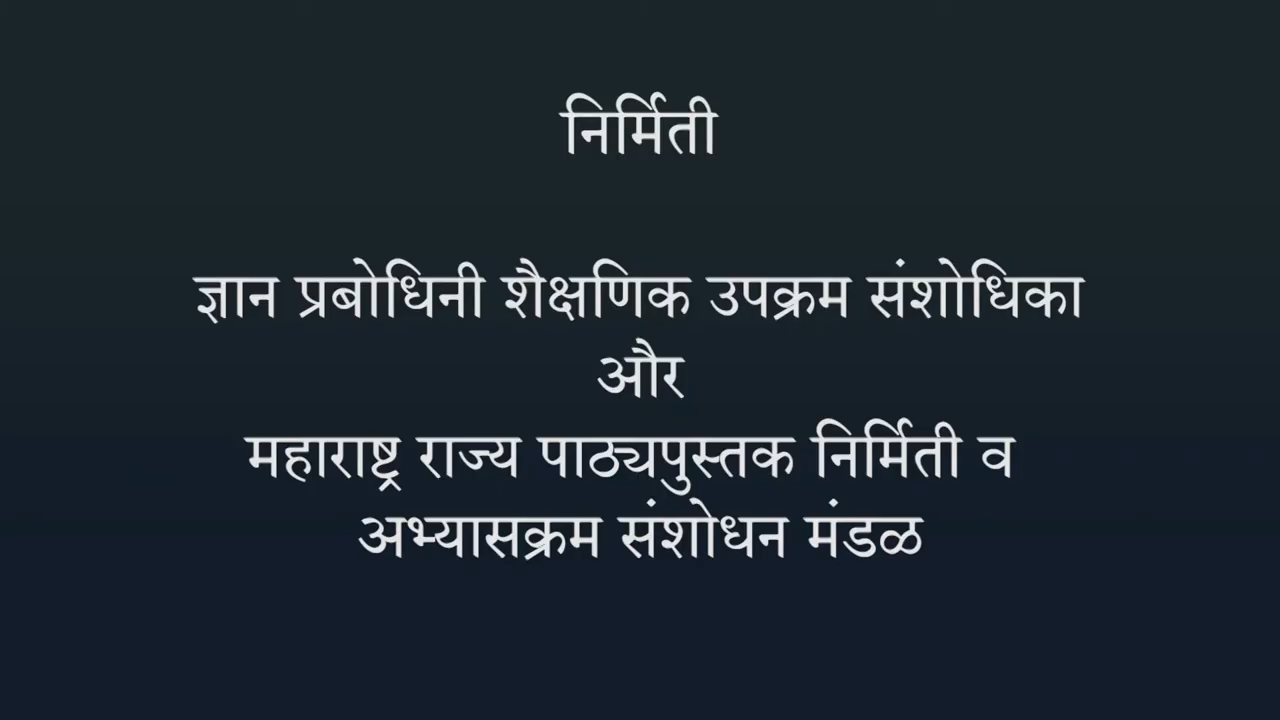 निर्मिती
ज्ञान प्रबोधिनी शैक्षणिक उपक्रम संशोधिका
और
महाराष्ट्र राज्य पाठ्यपुस्तक निर्मिती व
अभ्यासक्रम संशोधन मंडळ